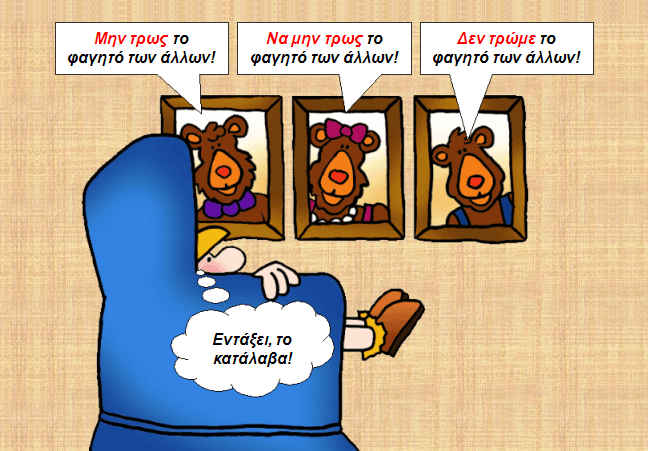 Μην τρως το
φαγητό των άλλων!
Να μην τρως το
φαγητό των άλλων!
Δεν τρώμε το
φαγητό των άλλων!
Εντάξει, το
κατάλαβα!